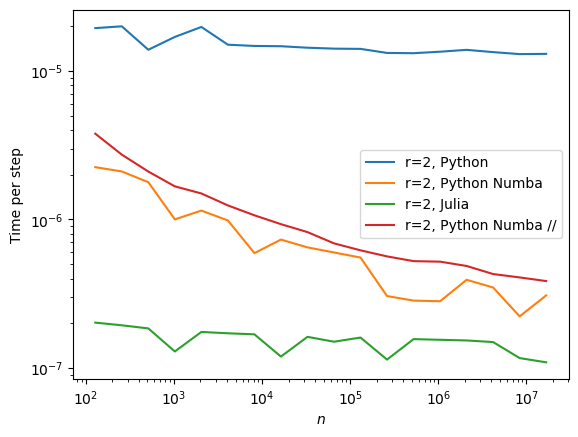 Time per step
10⁻⁵
10⁻⁶
10⁻⁷
r=2, Python
r=2, Python Numba
r=2, Julia
r=2, Python Numba //
10² 10³ 10⁴ 10⁵ 10⁶ 10⁷
n